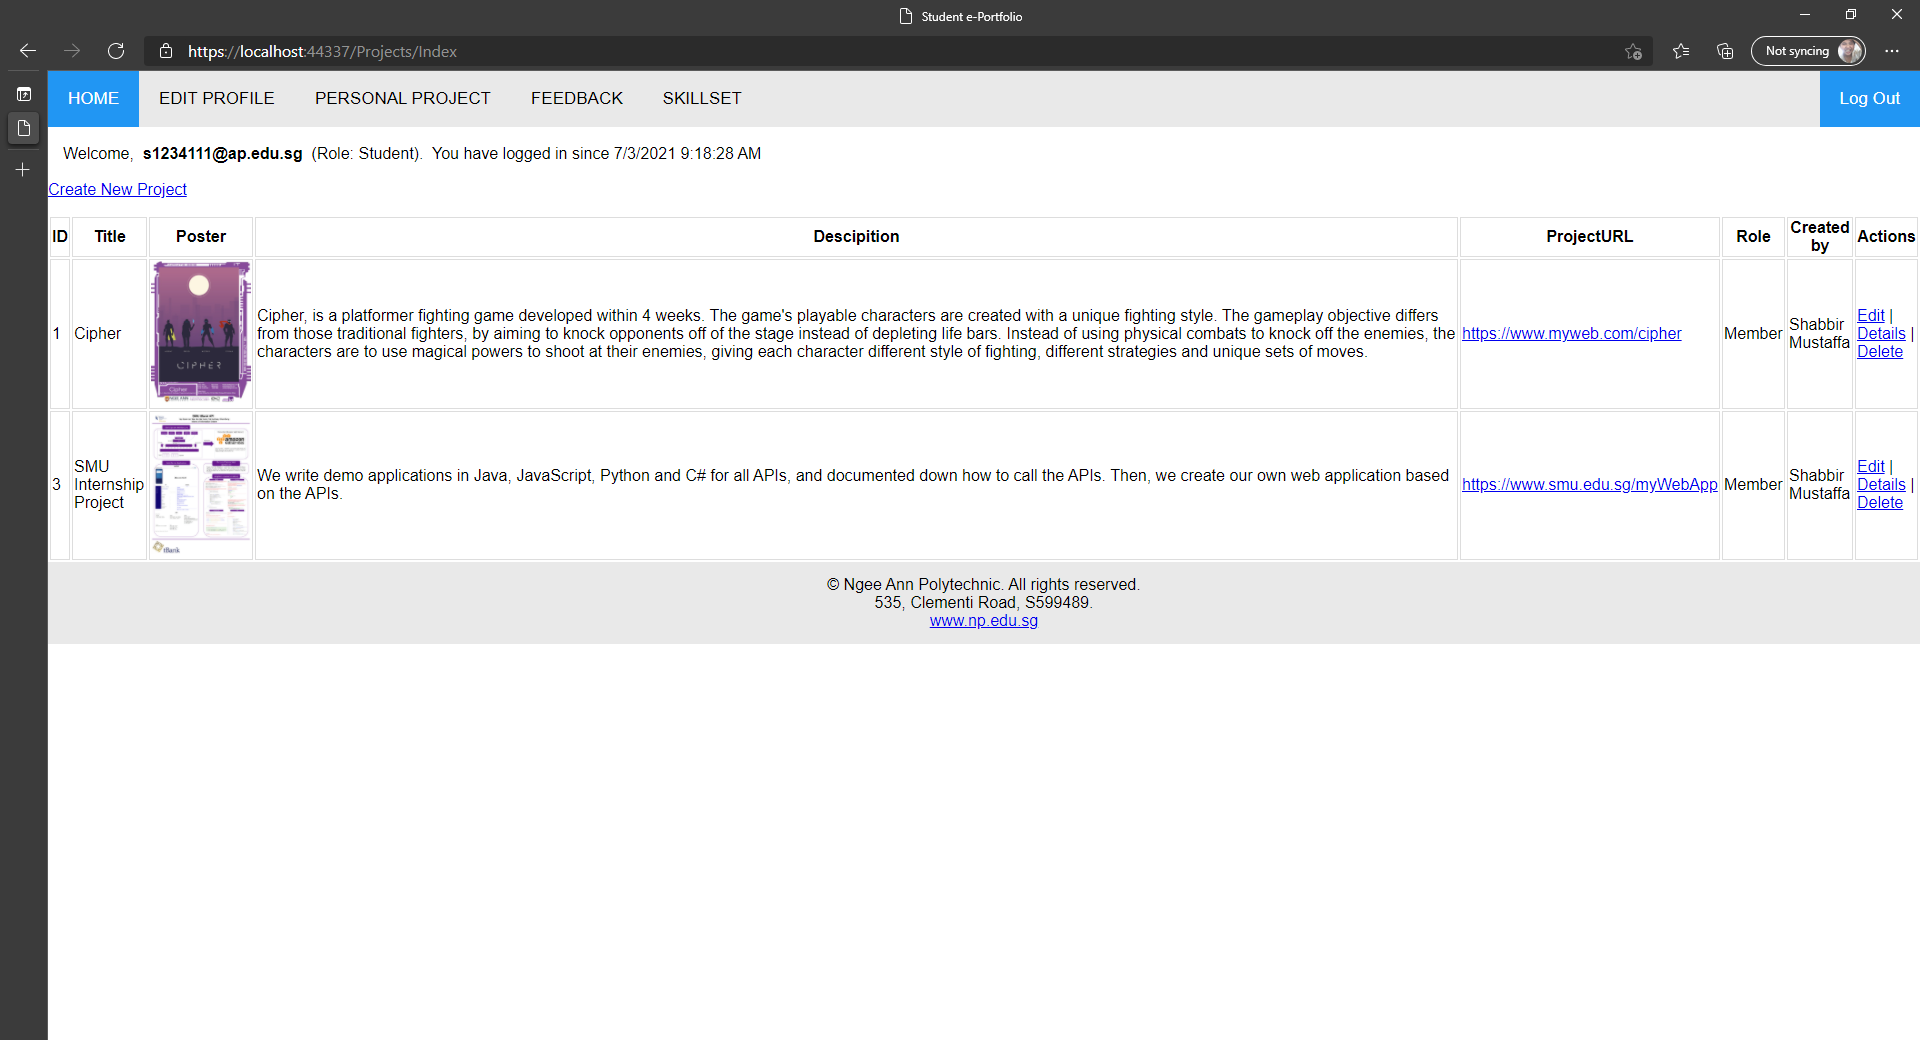 Student e-Portfolio
https://localhost:44337/Projects/Index
Not syncing
HOME EDIT PROFILE PERSONAL PROJECT FEEDBACK SKILLSET Log Out
Welcome, s1234111@ap.edu.sg (Role: Student). You have logged in since 7/3/2021 9:18:28 AM
Create New Project
ID Title Poster Descipition ProjectURL Role Created by Actions
1
Cipher
CIPHER
Cipher
Cipher, is a platformer fighting game developed within 4 weeks. The game's playable characters are created with a unique fighting style. The gameplay objective differs
from those traditional fighters, by aiming to knock opponents off of the stage instead of depleting life bars. Instead of using physical combats to knock off the enemies, the
characters are to use magical powers to shoot at their enemies, giving each character different style of fighting, different strategies and unique sets of moves.
https://www.myweb.com/cipher
Member
Shabbir
Mustaffa
Edit |
Details |
Delete
3
SMU
Internship
Project
amazon
tBank
We write demo applications in Java, JavaScript, Python and C# for all APIs, and documented down how to call the APIs. Then, we create our own web application based
on the APIs.
https://www.smu.edu.sg/myWebApp
Member
Shabbir
Mustaffa
Edit |
Details |
Delete
© Ngee Ann Polytechnic. All rights reserved.
535, Clementi Road, S599489.
www.np.edu.sg